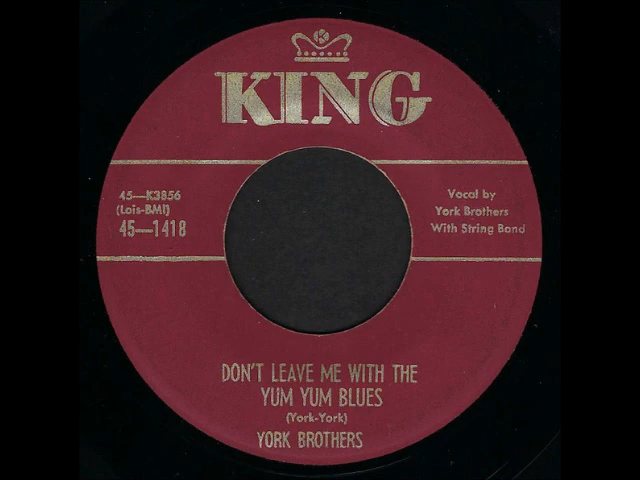 KING
45—K3856
(Lois-BMI)
45—1418
Vocal by
York Brothers
With String Band
DON'T LEAVE ME WITH THE
YUM YUM BLUES
(York-York)
YORK BROTHERS